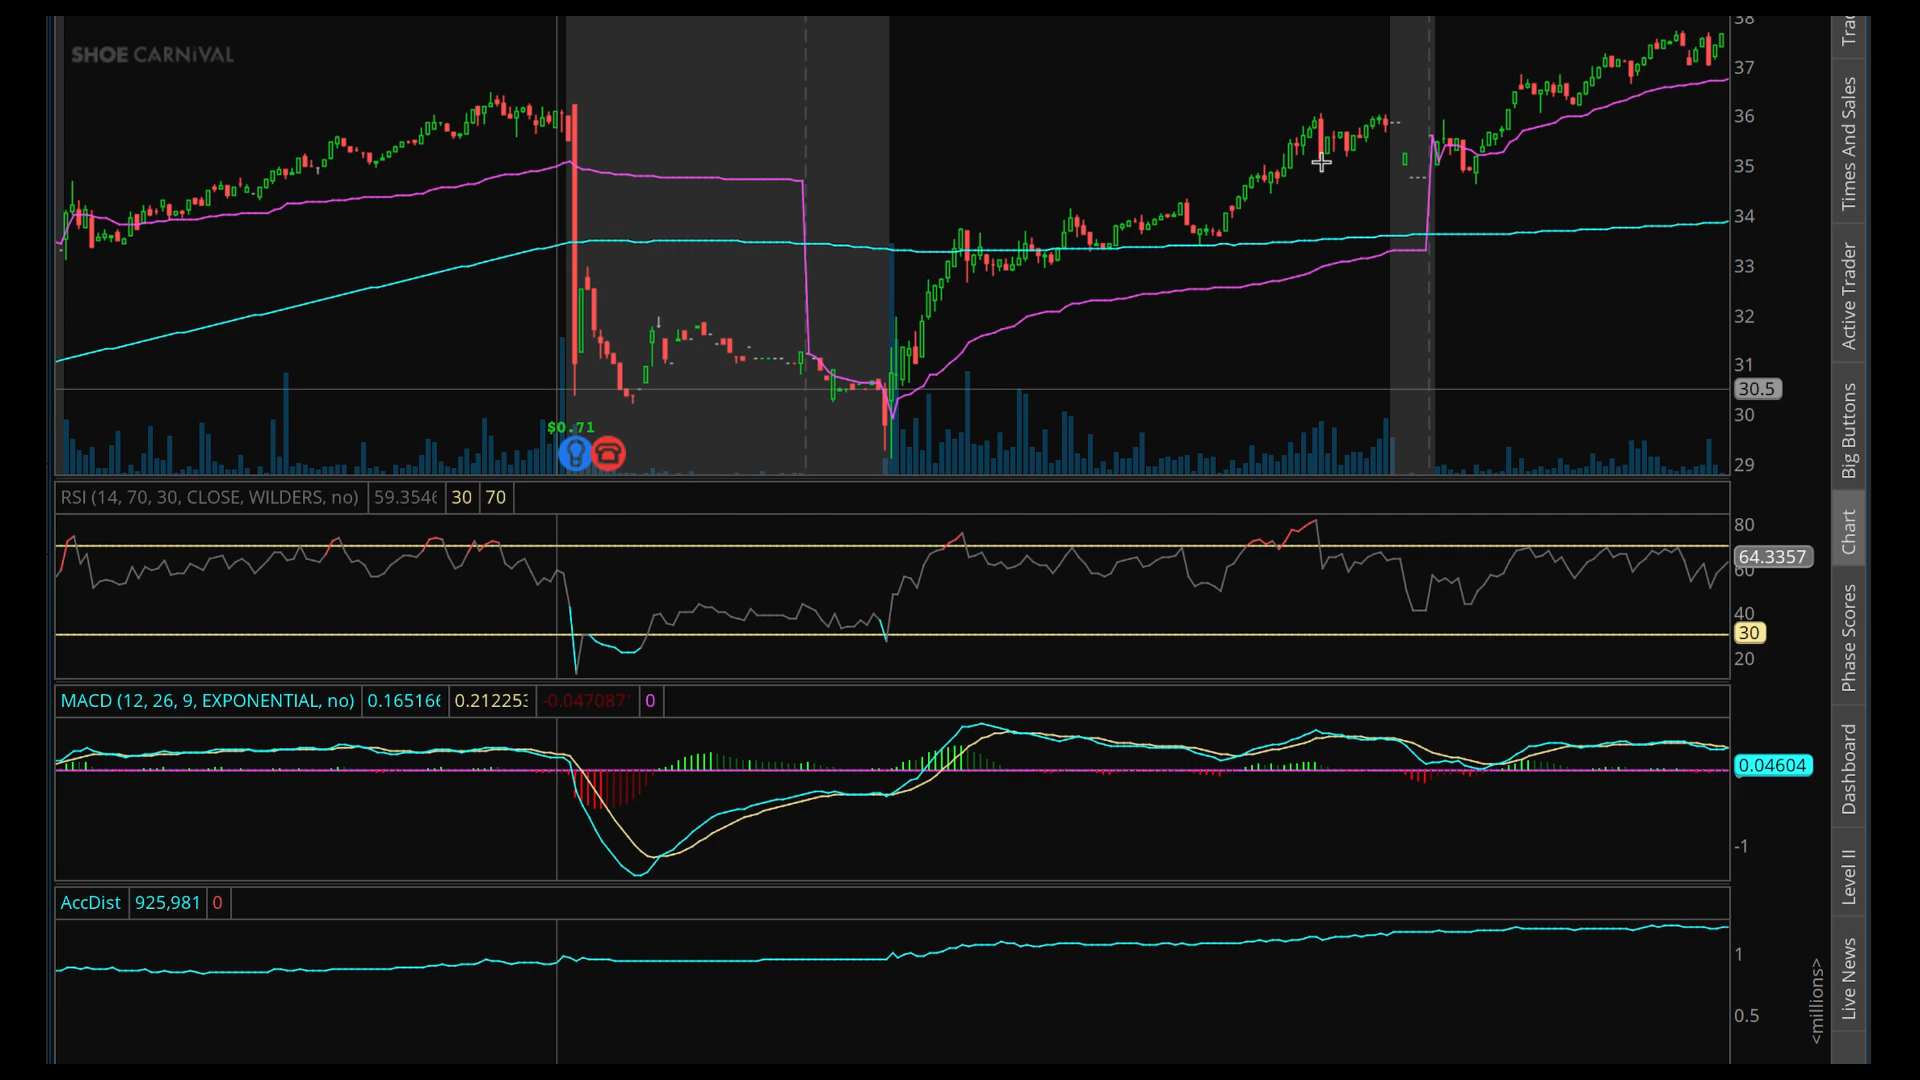 SHOE CARNiVAL
38
37
36
35
34
33
32
31
30.5
30
29
$0.71
RSI (14, 70, 30, CLOSE, WILDERS, no) 59.3546 30 70
80
64.3357
60
40
30
20
MACD (12, 26, 9, EXPONENTIAL, no) 0.165166 0.212253 -0.047087 0
0.04604
-1
AccDist 925,981 0
1
0.5
<millions>
Times And Sales
Active Trader
Big Buttons
Chart
Phase Scores
Dashboard
Level II
Live News